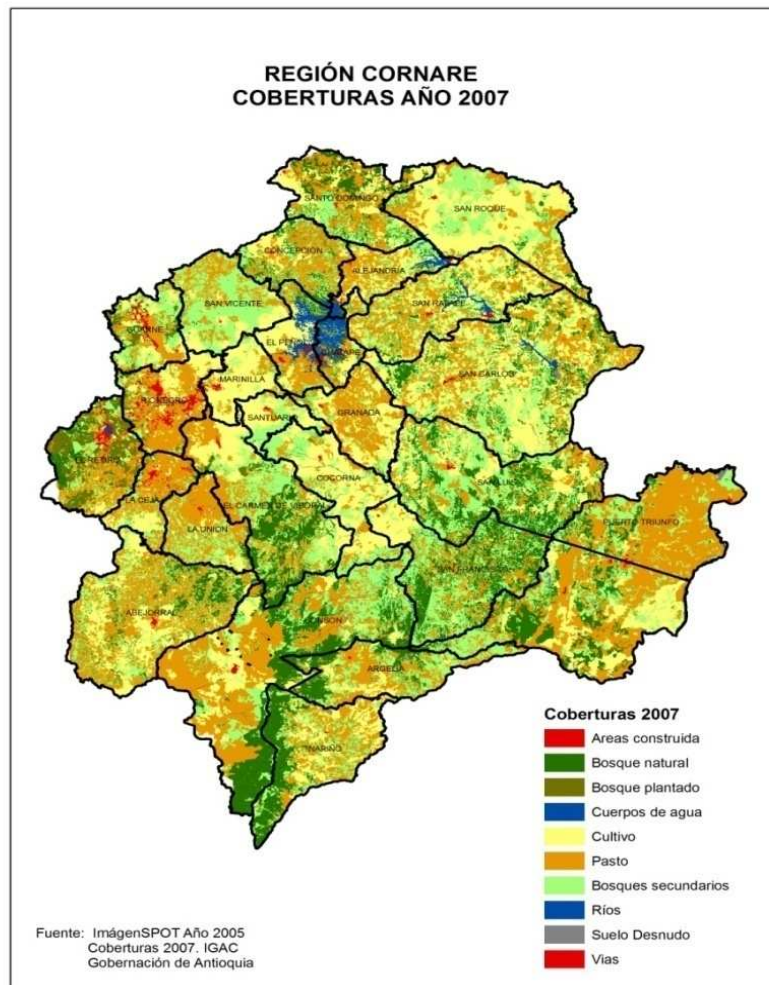 REGIÓN CORNARE
COBERTURAS AÑO 2007
SANTO DOMINGO
SAN ROQUE
CONCEPCIÓN
ALEJANDRIA
SAN VICENTE
SAN RAFAEL
GUARNE
EL PEÑOL
GUATAPE
SAN CARLOS
MARINILLA
RIONEGRO
SANTUARIO
GRANADA
EL RETIRO
COCORNA
SAN LUIS
LA CEJA
EL CARMEN DE VIBORAL
LA UNION
PUERTO TRIUNFO
SAN FRANCISCO
ABEJORRAL
SONSON
ARGELIA
NARIÑO
Coberturas 2007
Areas construida
Bosque natural
Bosque plantado
Cuerpos de agua
Cultivo
Pasto
Bosques secundarios
Ríos
Suelo Desnudo
Vias
Fuente: ImágenSPOT Año 2005
Coberturas 2007. IGAC
Gobernación de Antioquia